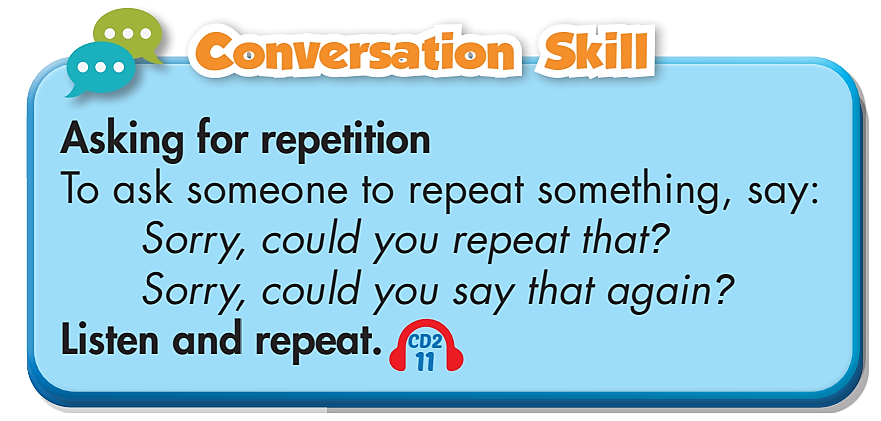 Conversation Skill
Asking for repetition
To ask someone to repeat something, say:
Sorry, could you repeat that?
Sorry, could you say that again?
Listen and repeat. CD2
11